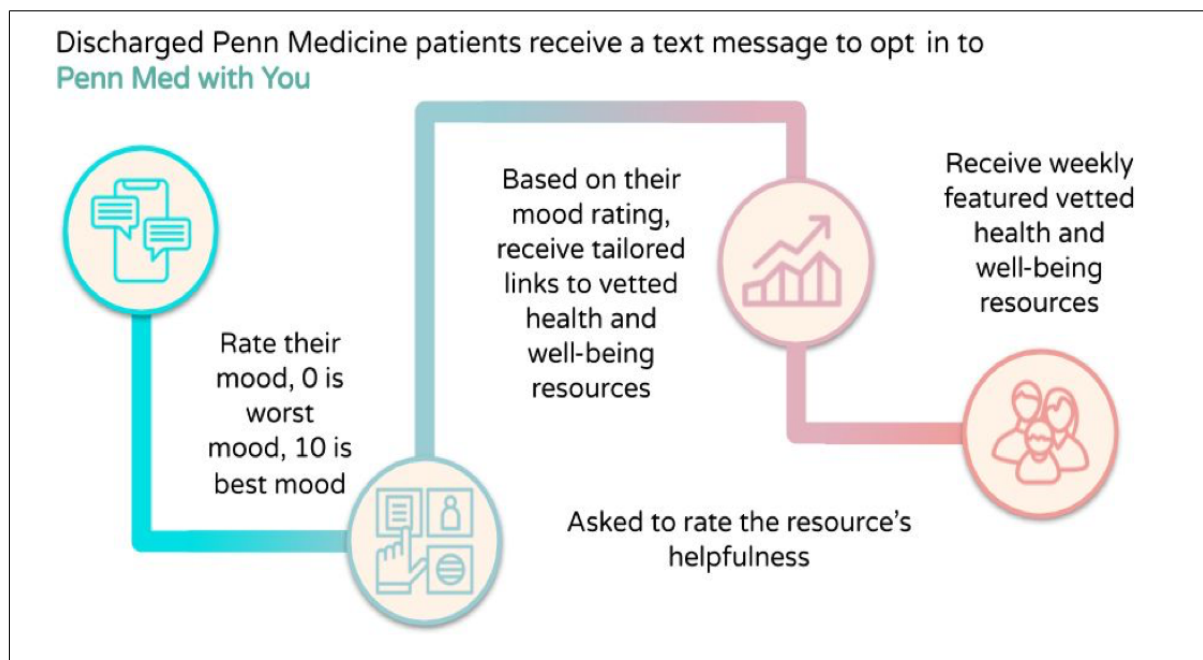 Discharged Penn Medicine patients receive a text message to opt in to
Penn Med with You
Rate their
mood, 0 is
worst
mood, 10 is
best mood
Based on their
mood rating,
receive tailored
links to vetted
health and
well-being
resources
Asked to rate the resource's
helpfulness
Receive weekly
featured vetted
health and
well-being
resources